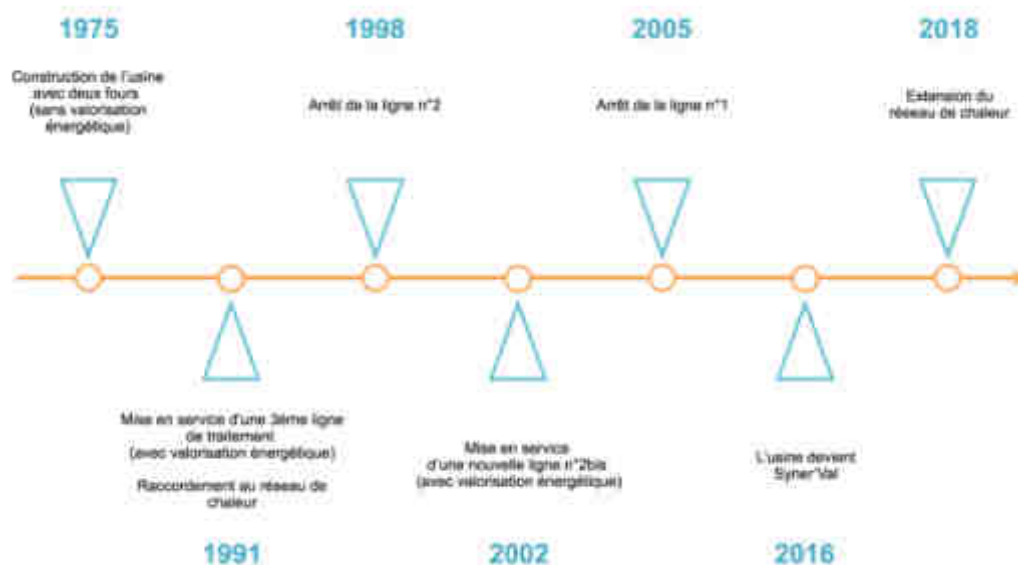 1975
Construction de l'usine
avec deux fours
(sans valorisation
énergétique)
1998
Arrêt de la ligne n°2
2005
Arrêt de la ligne n°1
2018
Extension du
réseau de chaleur
Mise en service d'une 3ème ligne
de traitement
(avec valorisation énergétique)
Raccordement au réseau de
chaleur
1991
Mise en service
d'une nouvelle ligne n°2bis
(avec valorisation énergétique)
2002
L'usine devient
Syner'Val
2016